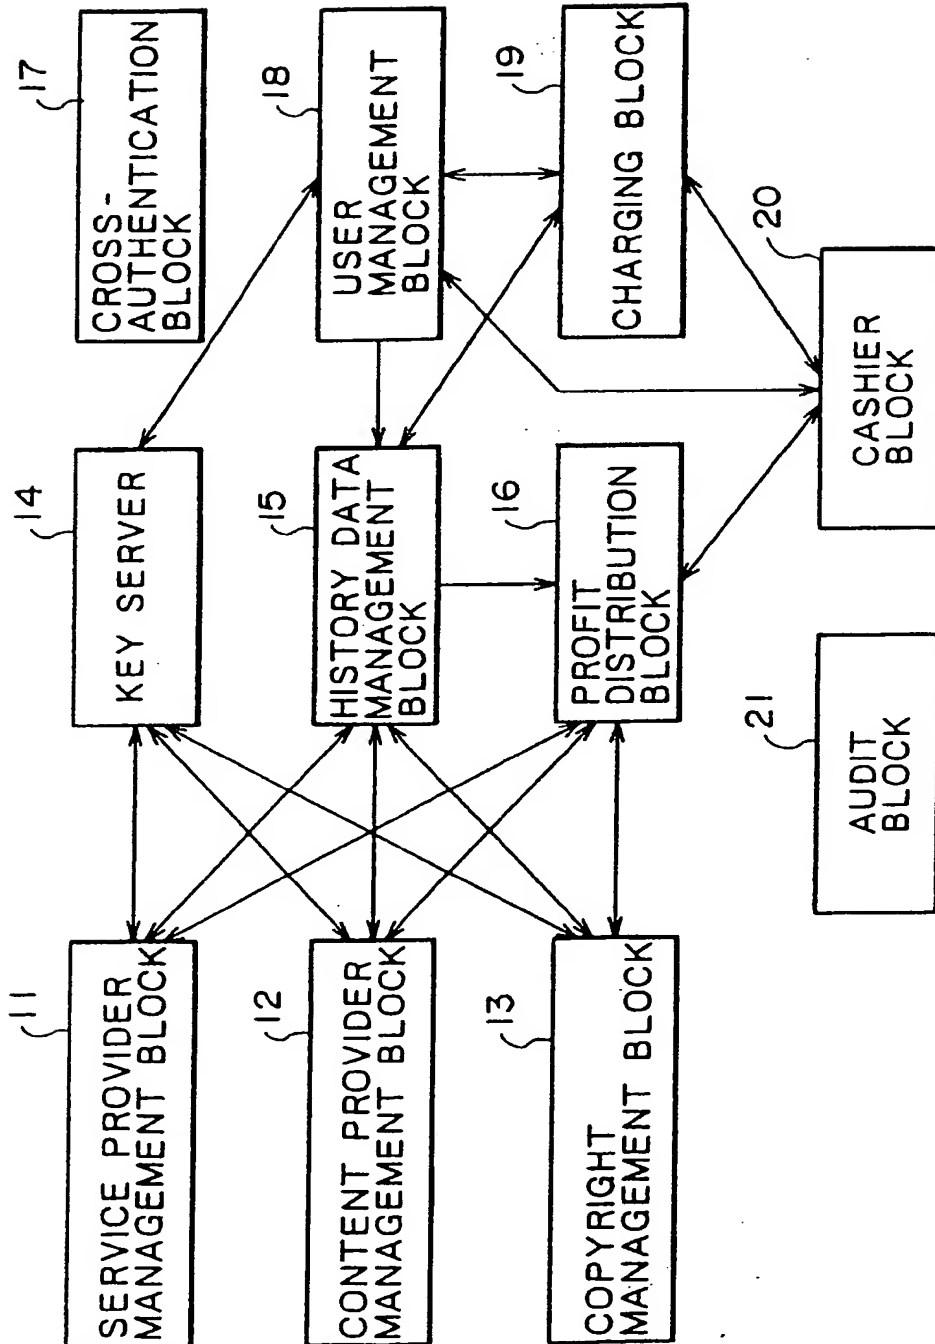 11
SERVICE PROVIDER
MANAGEMENT BLOCK
12
CONTENT PROVIDER
MANAGEMENT BLOCK
13
COPYRIGHT
MANAGEMENT BLOCK
14
KEY SERVER
15
HISTORY DATA
MANAGEMENT
BLOCK
16
PROFIT
DISTRIBUTION
BLOCK
17
CROSS-
AUTHENTICATION
BLOCK
18
USER
MANAGEMENT
BLOCK
19
CHARGING BLOCK
20
CASHIER
BLOCK
21
AUDIT
BLOCK